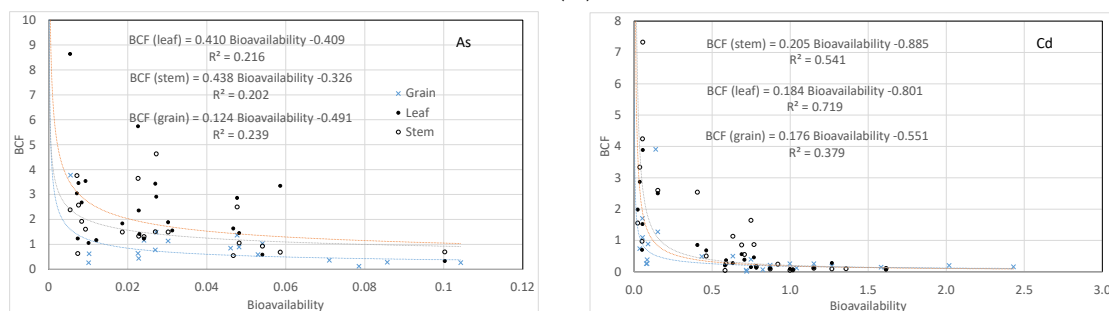 As
BCF (leaf) = 0.410 Bioavailability -0.409
R² = 0.216
BCF (stem) = 0.438 Bioavailability -0.326
R² = 0.202
BCF (grain) = 0.124 Bioavailability -0.491
R² = 0.239
Grain
Leaf
Stem
BCF
10
9
8
7
6
5
4
3
2
1
0
0
0.02
0.04
0.06
0.08
0.1
0.12
Bioavailability
Cd
BCF (stem) = 0.205 Bioavailability -0.885
R² = 0.541
BCF (leaf) = 0.184 Bioavailability -0.801
R² = 0.719
BCF (grain) = 0.176 Bioavailability -0.551
R² = 0.379
BCF
8
7
6
5
4
3
2
1
0
0.0
0.5
1.0
1.5
2.0
2.5
3.0
Bioavailability